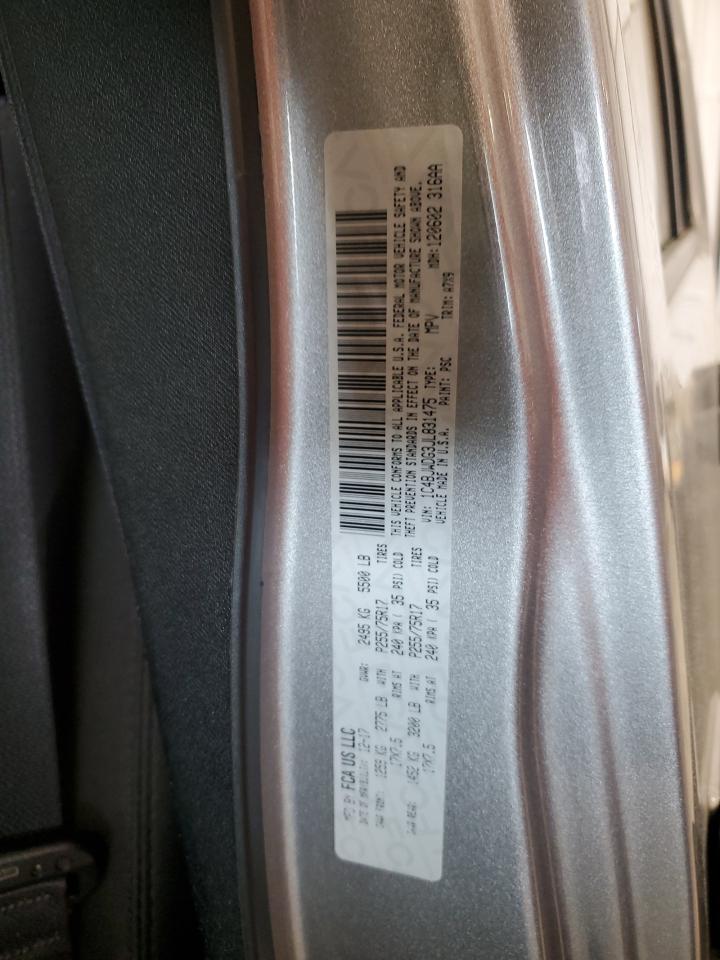 MFD BY FCA US LLC
DATE OF MFR 12-17 GVWR: 2495 KG 5500 LB
GAWR FRONT: 1259 KG 2775 LB WITH P255/75R17 TIRES
17X7.5 RIMS AT 240 KPA ( 35 PSI) COLD
GAWR REAR: 1452 KG 3200 LB WITH P255/75R17 TIRES
17X7.5 RIMS AT 240 KPA ( 35 PSI) COLD
THIS VEHICLE CONFORMS TO ALL APPLICABLE U.S.A. FEDERAL MOTOR VEHICLE SAFETY AND
THEFT PREVENTION STANDARDS IN EFFECT ON THE DATE OF MANUFACTURE SHOWN ABOVE.
VIN: 1C4BJWDG3JL831475 TYPE: MPV MDH: 120602 316AA
VEHICLE MADE IN U.S.A. PAINT: PSC TRIM: A7X9